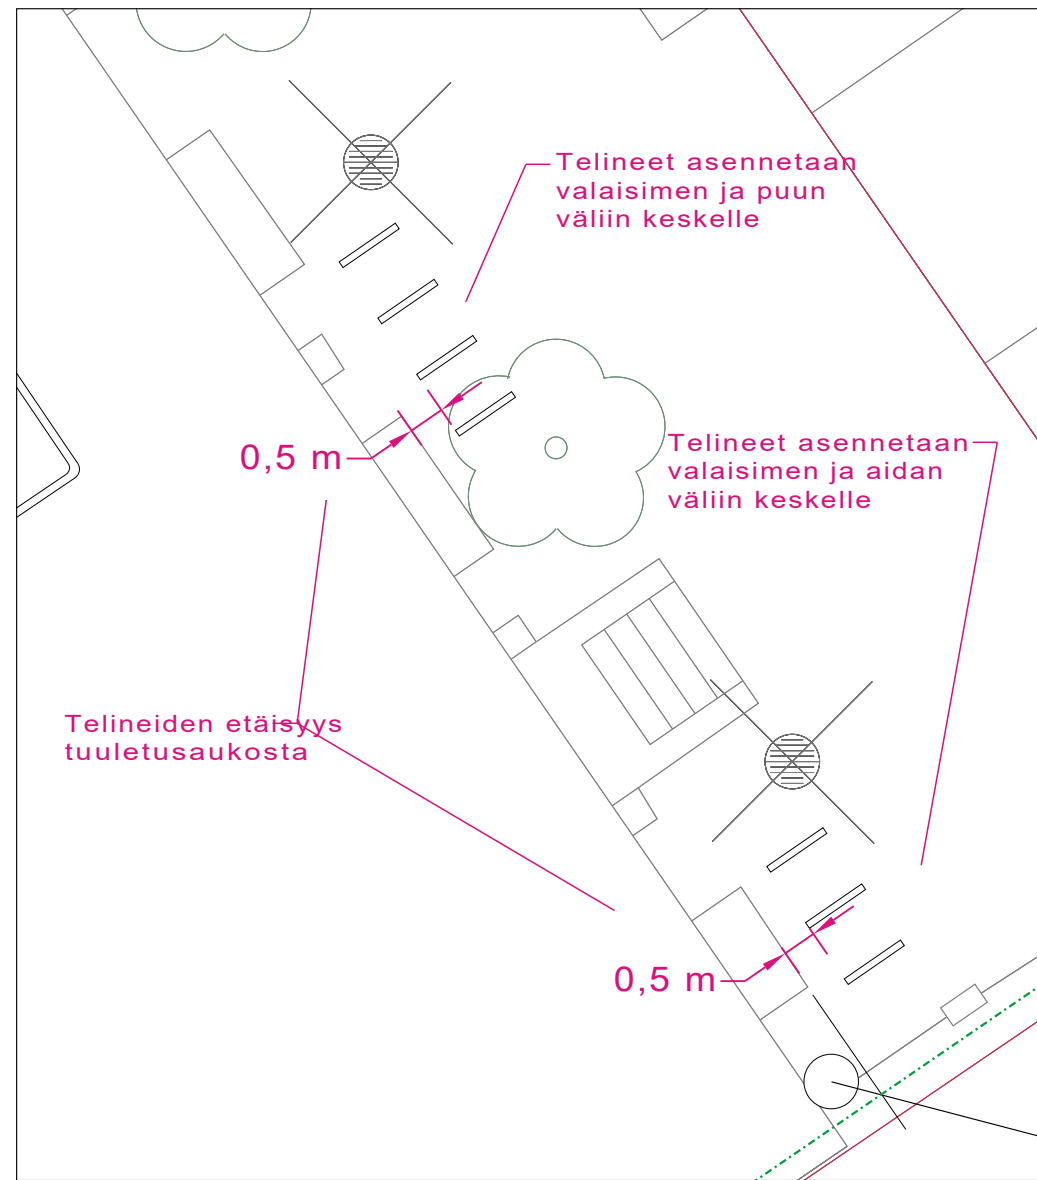 Telineet asennetaan
valaisimen ja puun
väliin keskelle
0,5 m
Telineet asennetaan
valaisimen ja aidan
väliin keskelle
Telineiden etäisyys
tuuletusaukosta
0,5 m